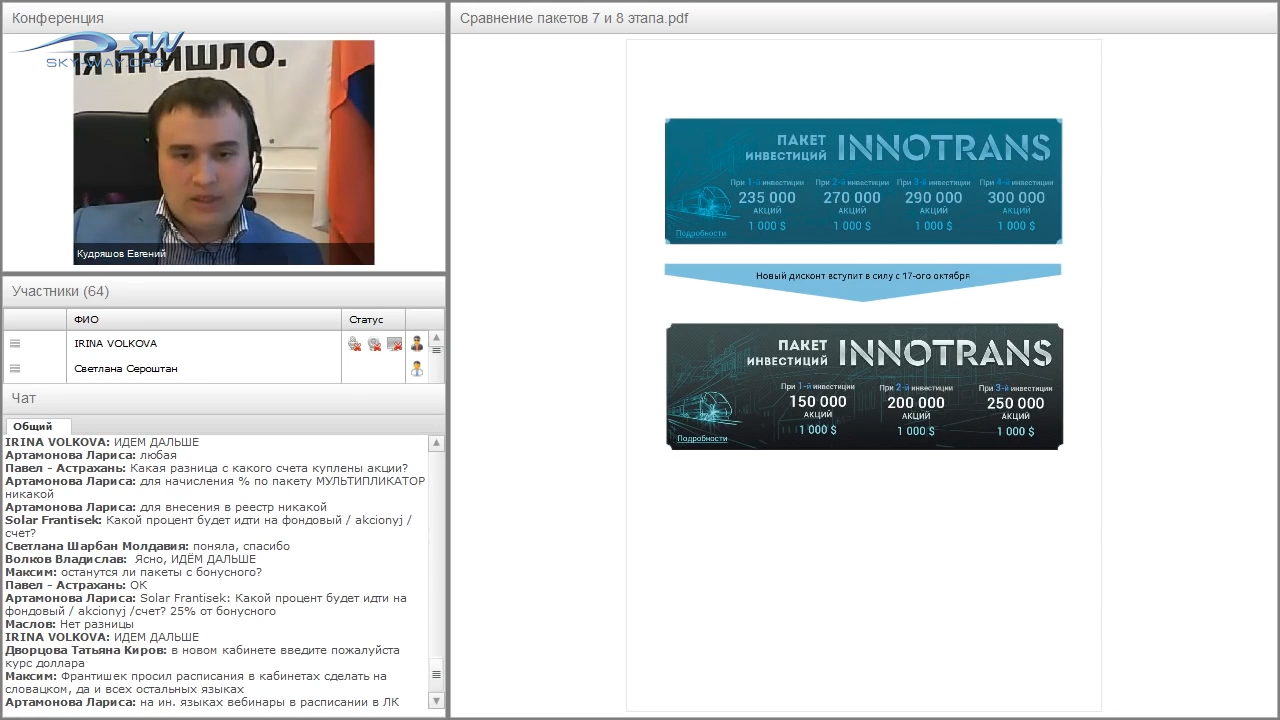 Конференция
SW
SKY-WAY.ORG
ПРИШЛО.
Кудряшов Евгений
Участники (64)
ФИО Статус
IRINA VOLKOVA
Светлана Сероштан
Чат
Общий
IRINA VOLKOVA: ИДЕМ ДАЛЬШЕ
Артамонова Лариса: любая
Павел - Астрахань: Какая разница с какого счета куплены акции?
Артамонова Лариса: для начисления % по пакету МУЛЬТИПЛИКАТОР
никакой
Артамонова Лариса: для внесения в реестр никакой
Solar Frantisek: Какой процент будет идти на фондовый / akcionyj /
счет?
Светлана Шарбан Молдавия: поняла, спасибо
Волков Владислав: Ясно, ИДЁМ ДАЛЬШЕ
Максим: останутся ли пакеты с бонусного?
Павел - Астрахань: ОК
Артамонова Лариса: Solar Frantisek: Какой процент будет идти на
фондовый / akcionyj /счет? 25% от бонусного
Маслов: Нет разницы
IRINA VOLKOVA: ИДЕМ ДАЛЬШЕ
Дворцова Татьяна Киров: в новом кабинете введите пожалуйста
курс доллара
Максим: Франтишек просил расписания в кабинетах сделать на
словацком, да и всех остальных языках
Артамонова Лариса: на ин. языках вебинары в расписании в ЛК
Сравнение пакетов 7 и 8 этапа.pdf
ПАКЕТ
ИНВЕСТИЦИЙ INNOTRANS
При 1-й инвестиции При 2-й инвестиции При 3-й инвестиции При 4-й инвестиции
235 000 270 000 290 000 300 000
АКЦИЙ АКЦИЙ АКЦИЙ АКЦИЙ
1 000 $ 1 000 $ 1 000 $ 1 000 $
Подробности
Новый дисконт вступит в силу с 17-ого октября
ПАКЕТ
ИНВЕСТИЦИЙ INNOTRANS
При 1-й инвестиции При 2-й инвестиции При 3-й инвестиции
150 000 200 000 250 000
АКЦИЙ АКЦИЙ АКЦИЙ
1 000 $ 1 000 $ 1 000 $
Подробности